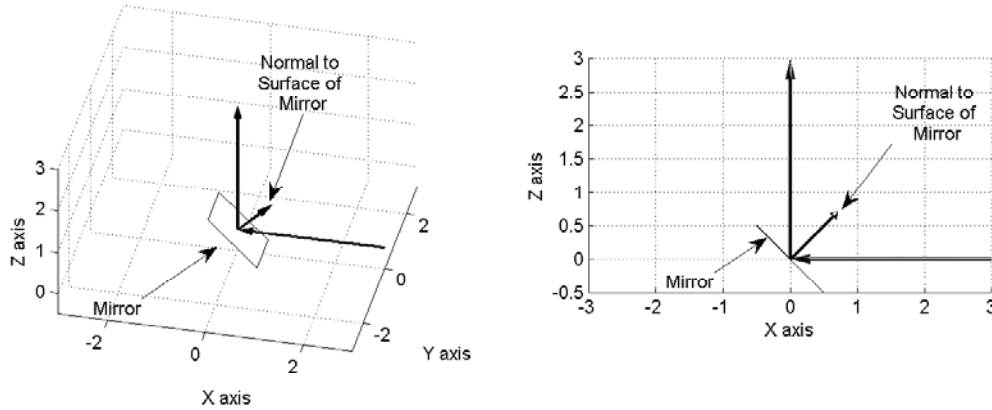 Normal to
Surface of
Mirror
3
2
1
0
Z axis
Mirror
-2
0
2
X axis
-2
0
2
Y axis
3
2.5
2
1.5
1
0.5
0
-0.5
Z axis
Normal to
Surface of
Mirror
Mirror
-3
-2
-1
0
1
2
3
X axis